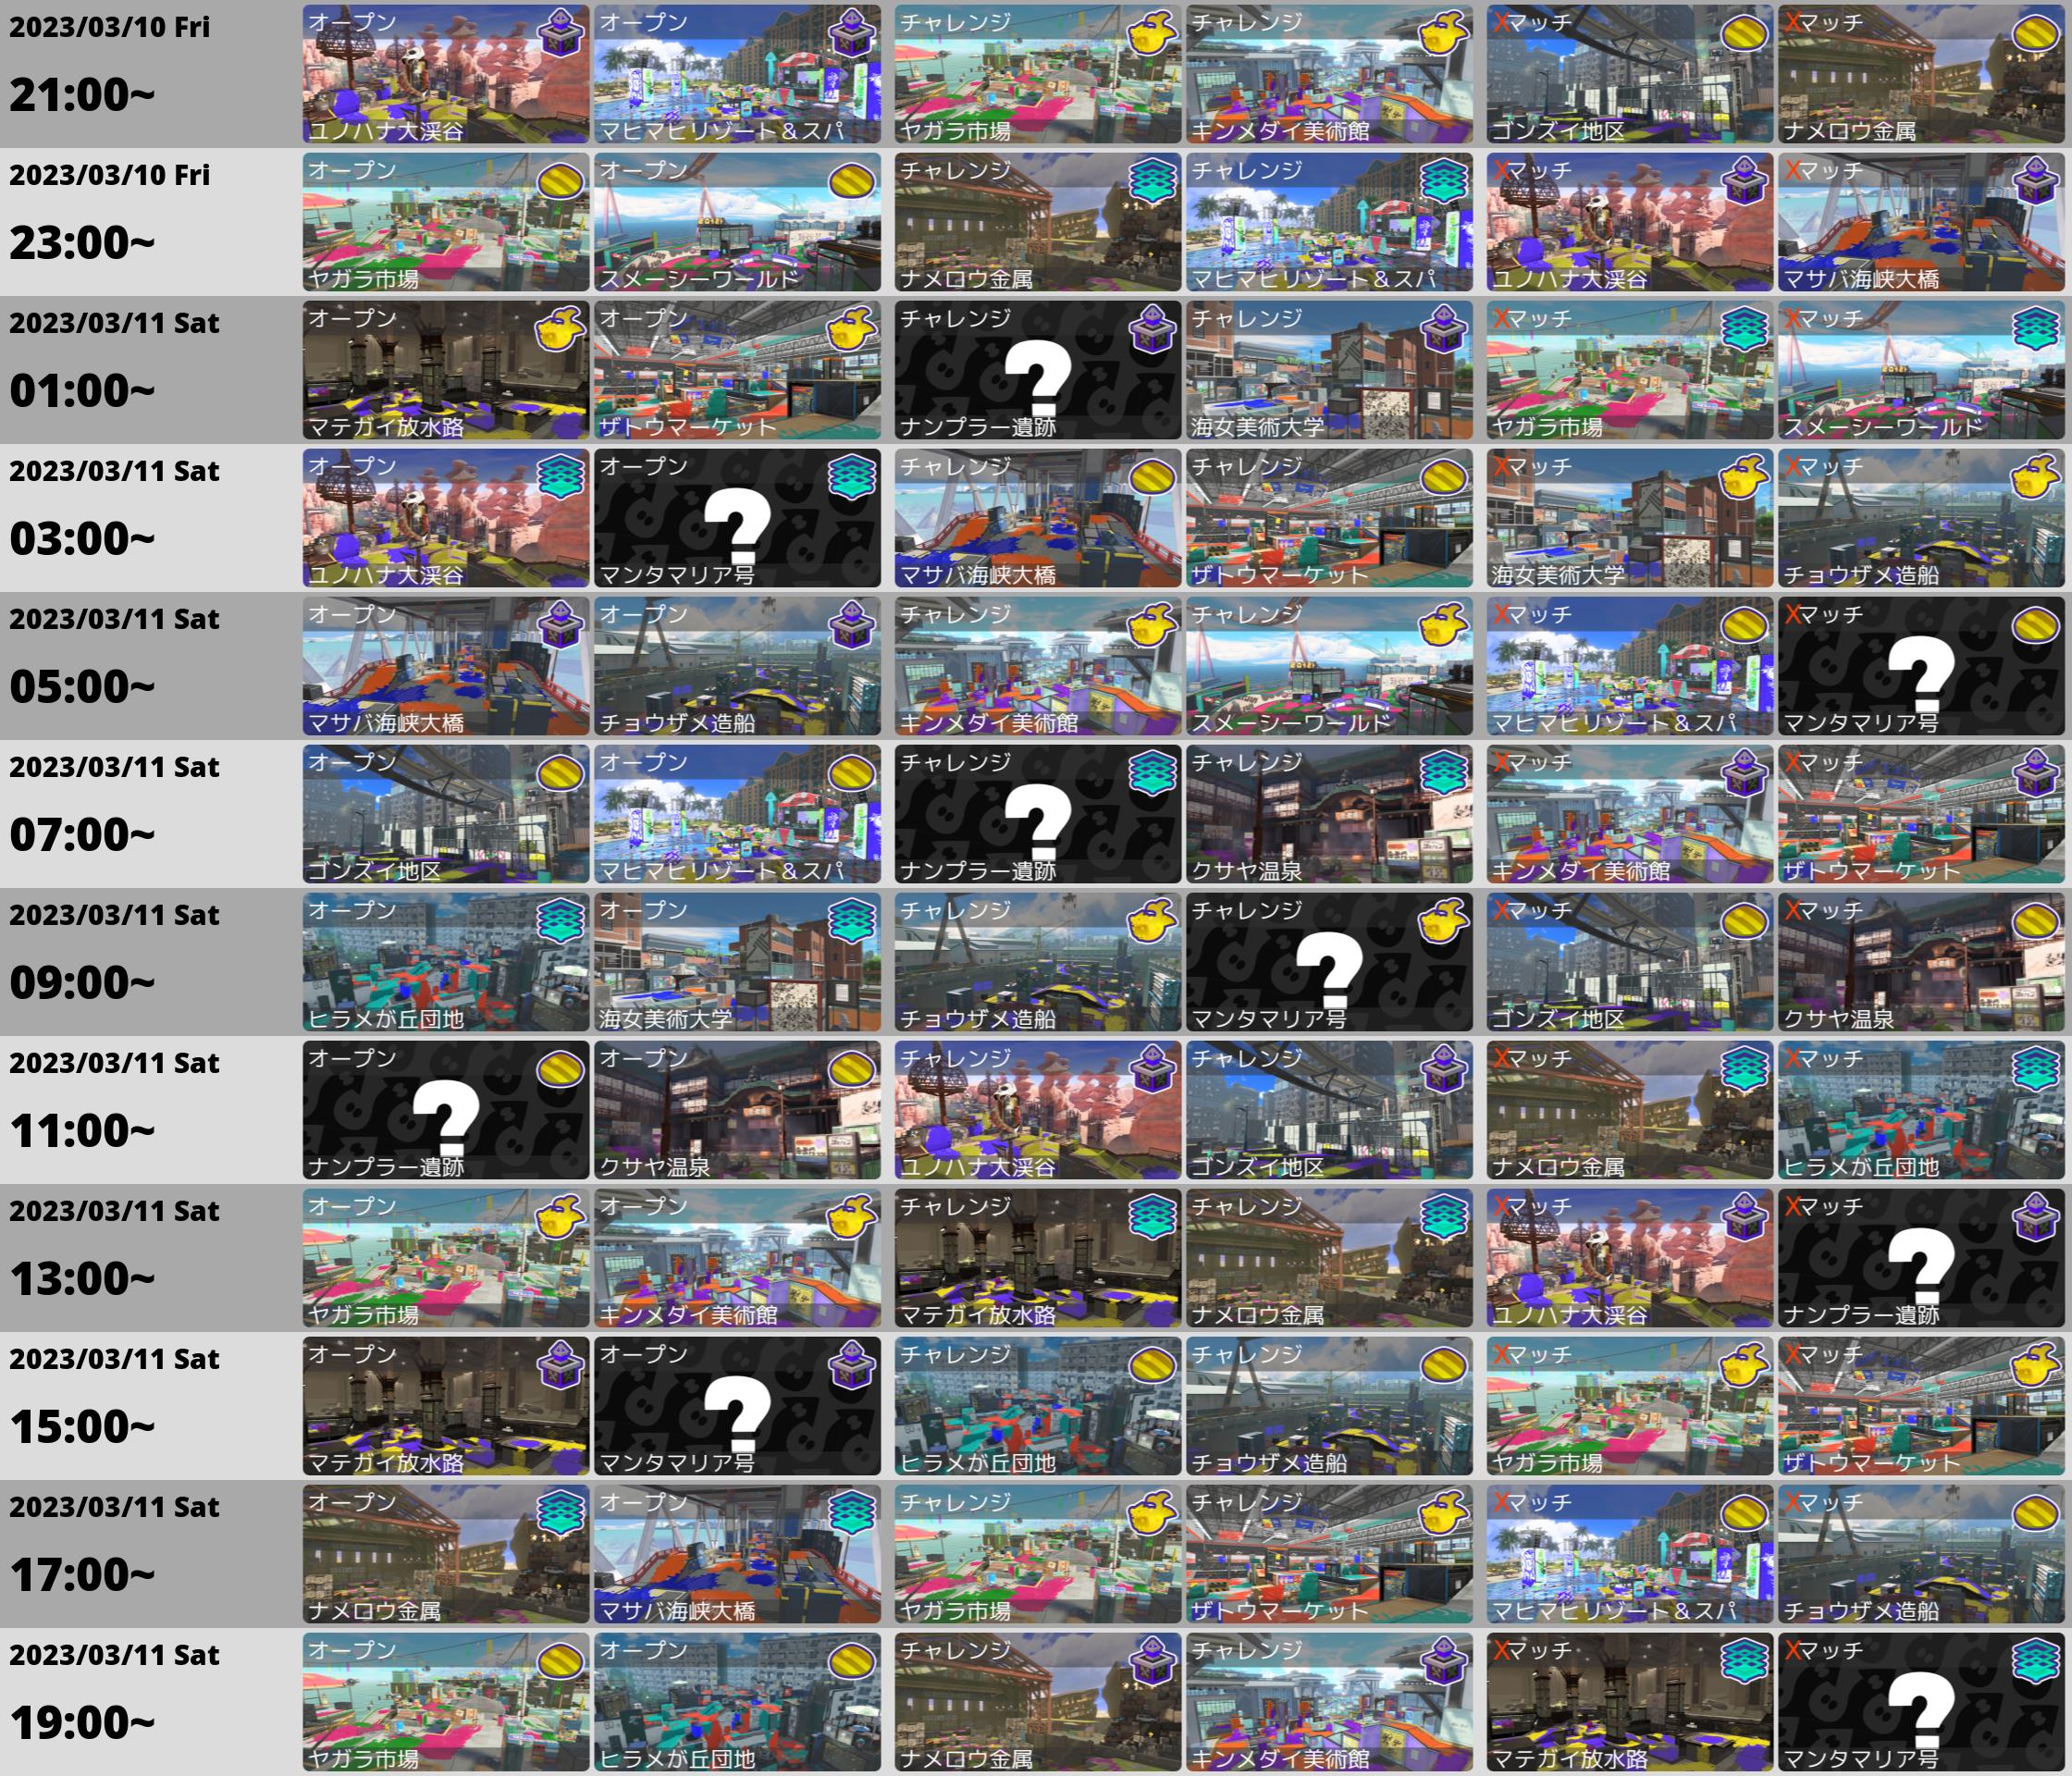 2023/03/10 Fri
21:00~
オープン オープン チャレンジ チャレンジ Xマッチ Xマッチ
ユノハナ大渓谷 マヒマヒリゾート＆スパ ヤガラ市場 キンメダイ美術館 ゴンズイ地区 ナメロウ金属
2023/03/10 Fri
23:00~
オープン オープン チャレンジ チャレンジ Xマッチ Xマッチ
ヤガラ市場 スメーシーワールド ナメロウ金属 マヒマヒリゾート＆スパ ユノハナ大渓谷 マサバ海峡大橋
2023/03/11 Sat
01:00~
オープン オープン チャレンジ チャレンジ Xマッチ Xマッチ
?
マテガイ放水路 ザトウマーケット ナンプラー遺跡 海女美術大学 ヤガラ市場 スメーシーワールド
2023/03/11 Sat
03:00~
オープン オープン チャレンジ チャレンジ Xマッチ Xマッチ
?
ユノハナ大渓谷 マンタマリア号 マサバ海峡大橋 ザトウマーケット 海女美術大学 チョウザメ造船
2023/03/11 Sat
05:00~
オープン オープン チャレンジ チャレンジ Xマッチ Xマッチ
?
マサバ海峡大橋 チョウザメ造船 キンメダイ美術館 スメーシーワールド マヒマヒリゾート＆スパ マンタマリア号
2023/03/11 Sat
07:00~
オープン オープン チャレンジ チャレンジ Xマッチ Xマッチ
?
ゴンズイ地区 マヒマヒリゾート＆スパ ナンプラー遺跡 クサヤ温泉 キンメダイ美術館 ザトウマーケット
2023/03/11 Sat
09:00~
オープン オープン チャレンジ チャレンジ Xマッチ Xマッチ
?
ヒラメが丘団地 海女美術大学 チョウザメ造船 マンタマリア号 ゴンズイ地区 クサヤ温泉
2023/03/11 Sat
11:00~
オープン オープン チャレンジ チャレンジ Xマッチ Xマッチ
?
ナンプラー遺跡 クサヤ温泉 ユノハナ大渓谷 ゴンズイ地区 ナメロウ金属 ヒラメが丘団地
2023/03/11 Sat
13:00~
オープン オープン チャレンジ チャレンジ Xマッチ Xマッチ
?
ヤガラ市場 キンメダイ美術館 マテガイ放水路 ナメロウ金属 ユノハナ大渓谷 ナンプラー遺跡
2023/03/11 Sat
15:00~
オープン オープン チャレンジ チャレンジ Xマッチ Xマッチ
?
マテガイ放水路 マンタマリア号 ヒラメが丘団地 チョウザメ造船 ヤガラ市場 ザトウマーケット
2023/03/11 Sat
17:00~
オープン オープン チャレンジ チャレンジ Xマッチ Xマッチ
ナメロウ金属 マサバ海峡大橋 ヤガラ市場 ザトウマーケット マヒマヒリゾート＆スパ チョウザメ造船
2023/03/11 Sat
19:00~
オープン オープン チャレンジ チャレンジ Xマッチ Xマッチ
?
ヤガラ市場 ヒラメが丘団地 ナメロウ金属 キンメダイ美術館 マテガイ放水路 マンタマリア号